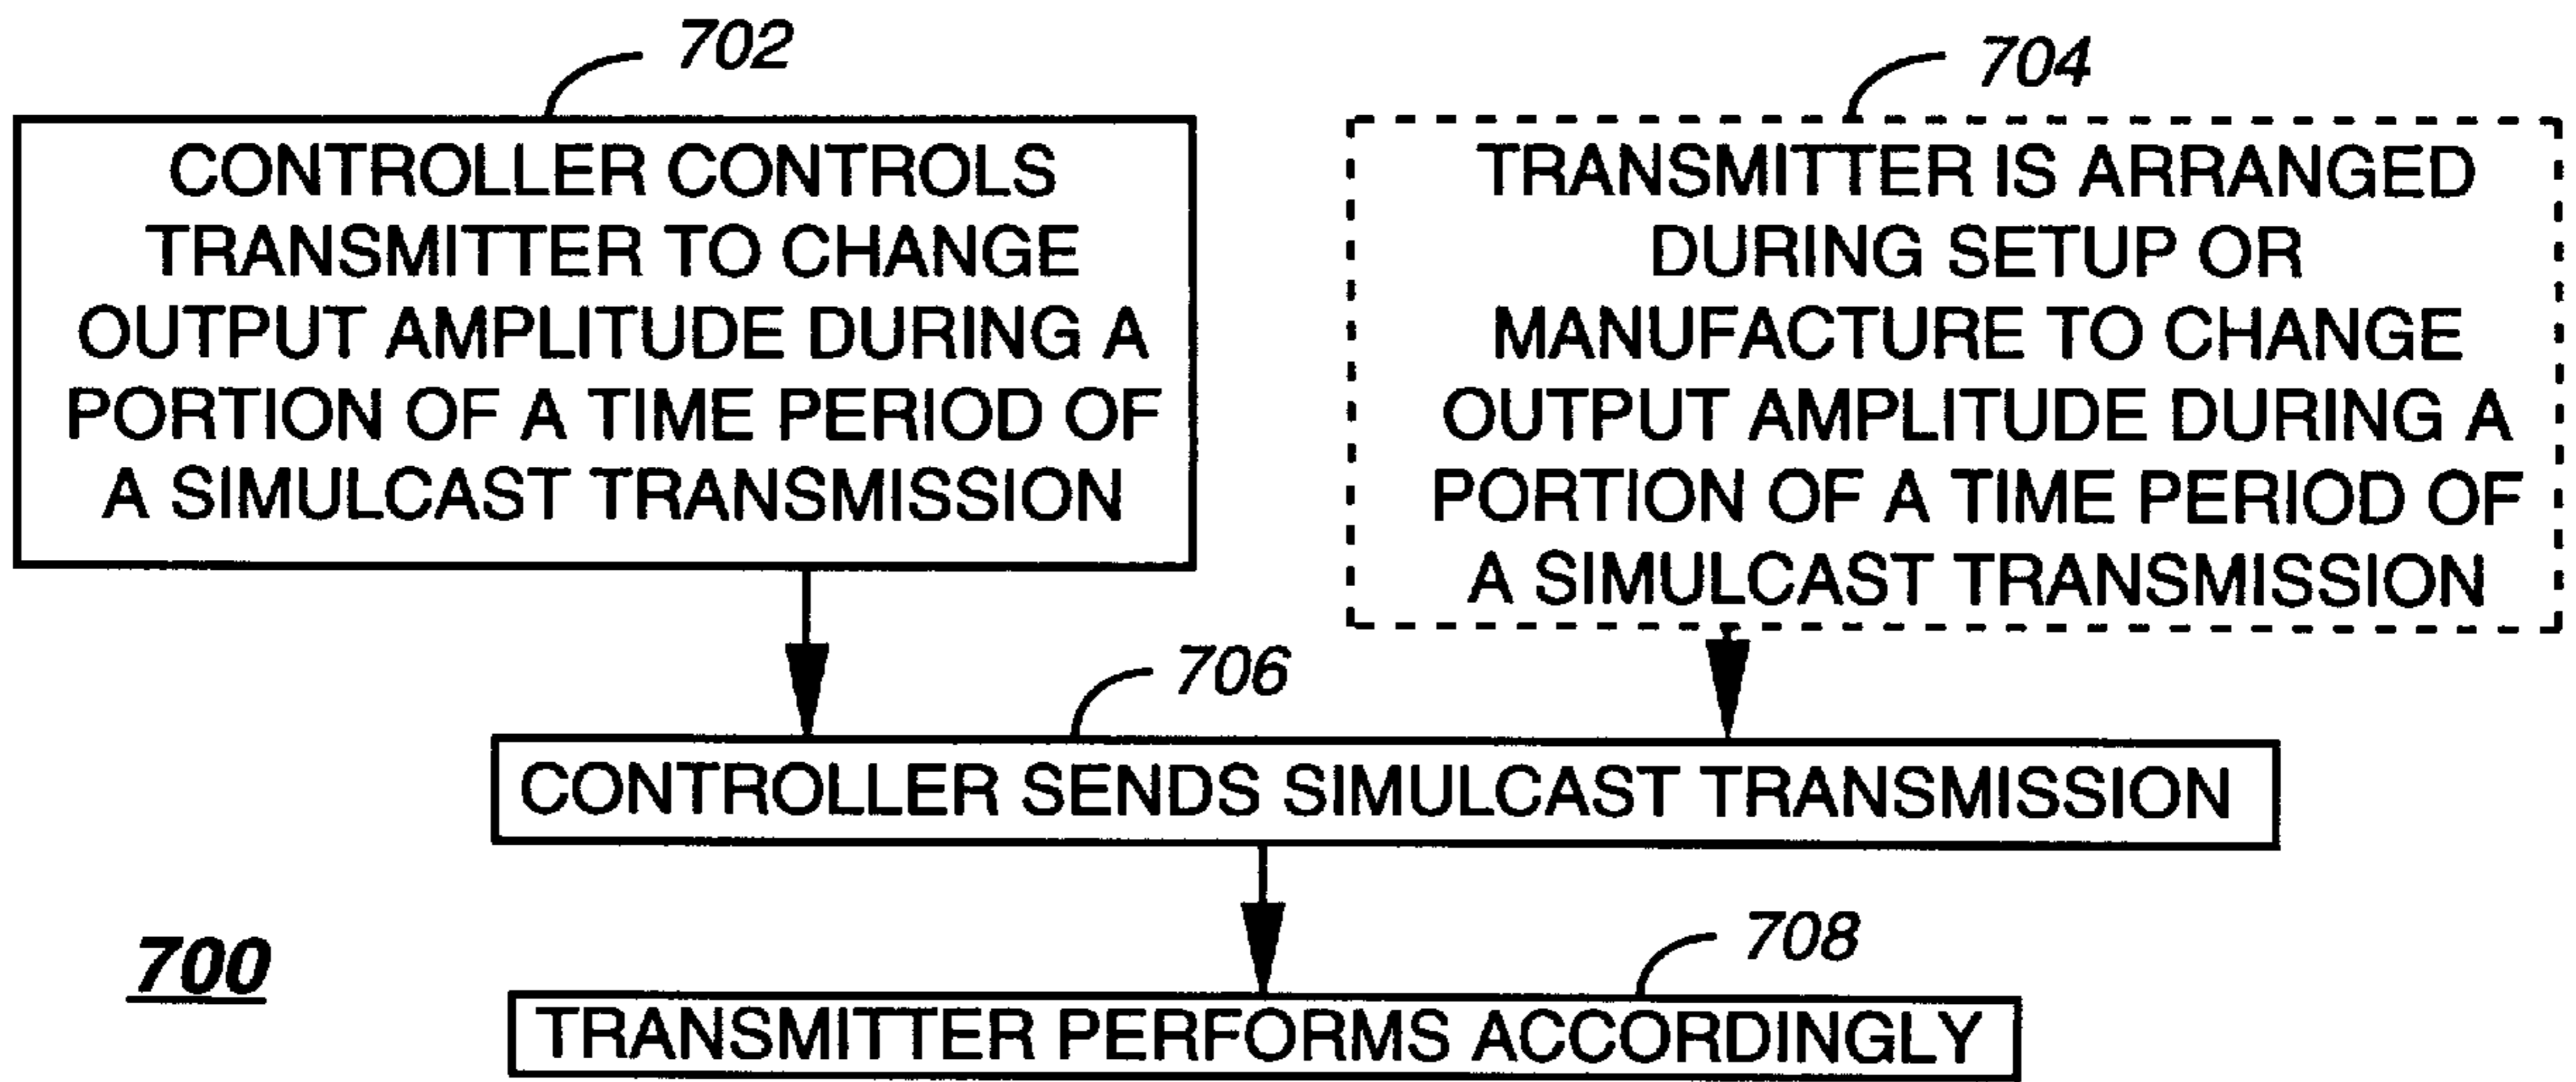 702
CONTROLLER CONTROLS
TRANSMITTER TO CHANGE
OUTPUT AMPLITUDE DURING A
PORTION OF A TIME PERIOD OF
A SIMULCAST TRANSMISSION
704
TRANSMITTER IS ARRANGED
DURING SETUP OR
MANUFACTURE TO CHANGE
OUTPUT AMPLITUDE DURING A
PORTION OF A TIME PERIOD OF
A SIMULCAST TRANSMISSION
706
CONTROLLER SENDS SIMULCAST TRANSMISSION
700
708
TRANSMITTER PERFORMS ACCORDINGLY